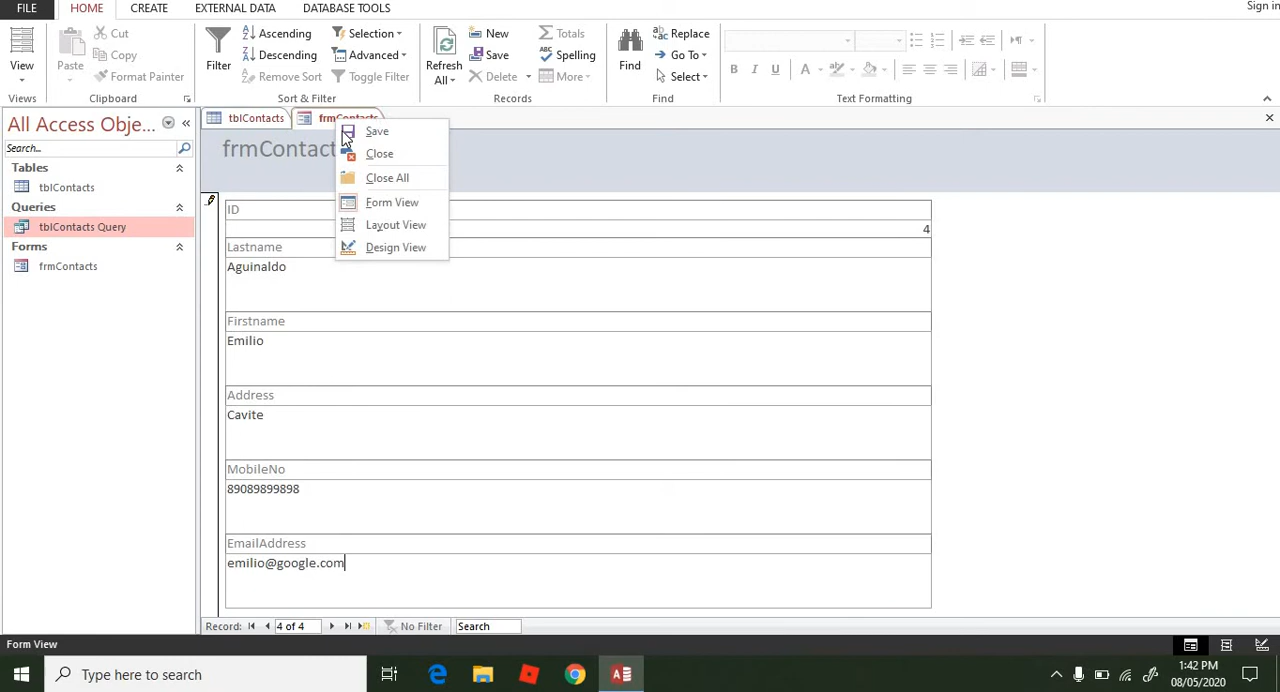 FILE HOME CREATE EXTERNAL DATA DATABASE TOOLS Sign in
Cut Ascending Selection New Totals Replace
Copy Descending Advanced Save Spelling Go To
View Paste Format Painter Filter Remove Sort Toggle Filter Refresh All Delete More Find Select B I U A
Views Clipboard Sort & Filter Records Find Text Formatting
All Access Obje...
Search..
Tables
tblContacts
Queries
tblContacts Query
Forms
frmContacts
tblContacts frmContacts
frmContact
Save
Close
Close All
Form View
Layout View
Design View
ID
4
Lastname
Aguinaldo
Firstname
Emilio
Address
Cavite
MobileNo
89089899898
EmailAddress
emilio@google.com
Record: 4 of 4 No Filter Search
Form View
Type here to search
1:42 PM
08/05/2020